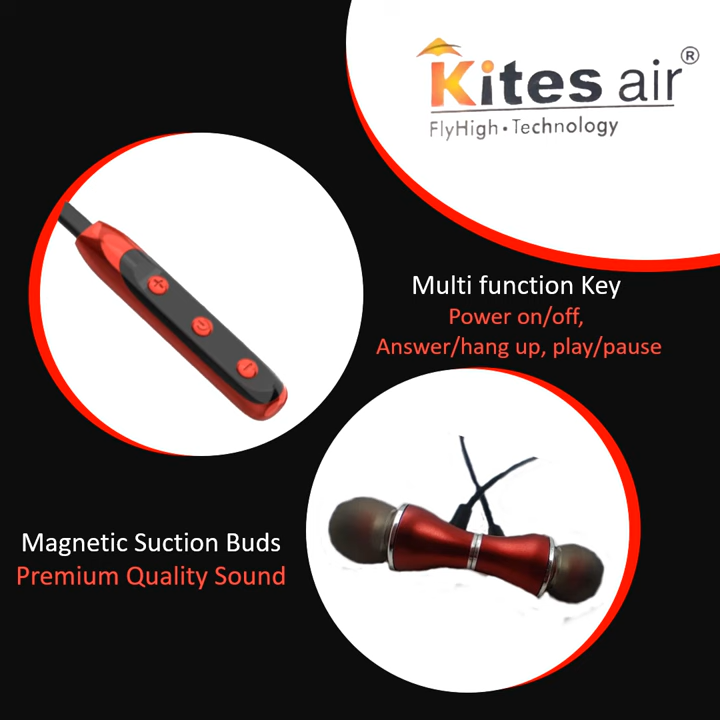 Kites air®
FlyHigh • Technology
Multi function Key
Power on/off,
Answer/hang up, play/pause
Magnetic Suction Buds
Premium Quality Sound